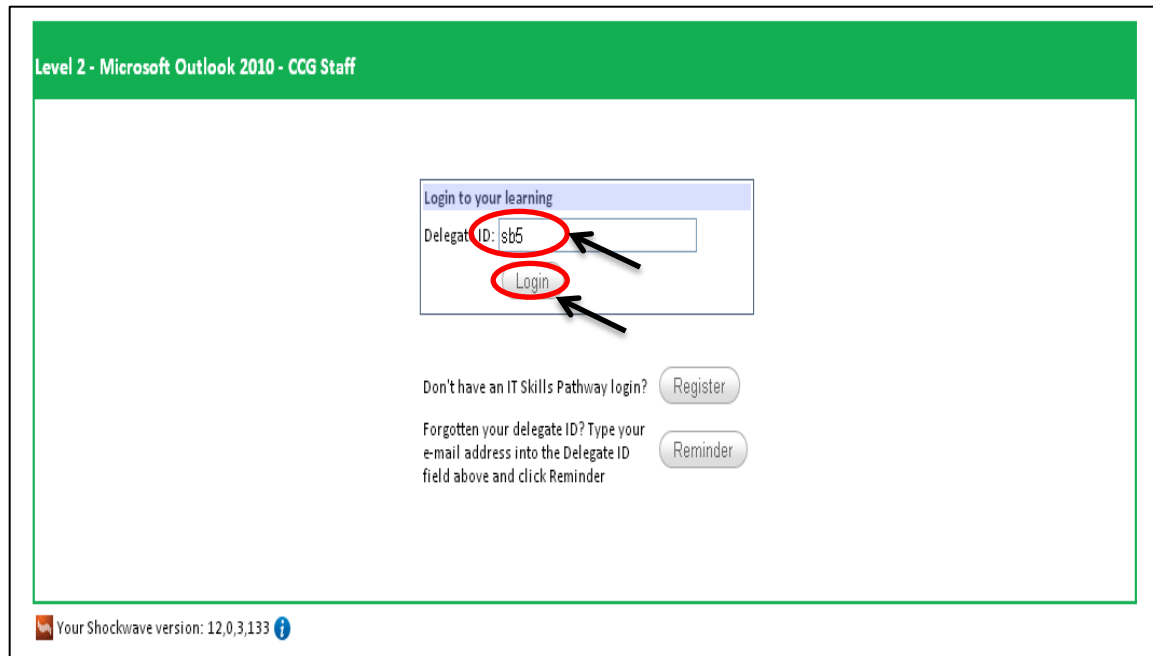 Level 2 - Microsoft Outlook 2010 - CCG Staff
Login to your learning
Delegate ID: sb5
Login
Don't have an IT Skills Pathway login? Register
Forgotten your delegate ID? Type your
e-mail address into the Delegate ID
field above and click Reminder
Reminder
Your Shockwave version: 12,0,3,133